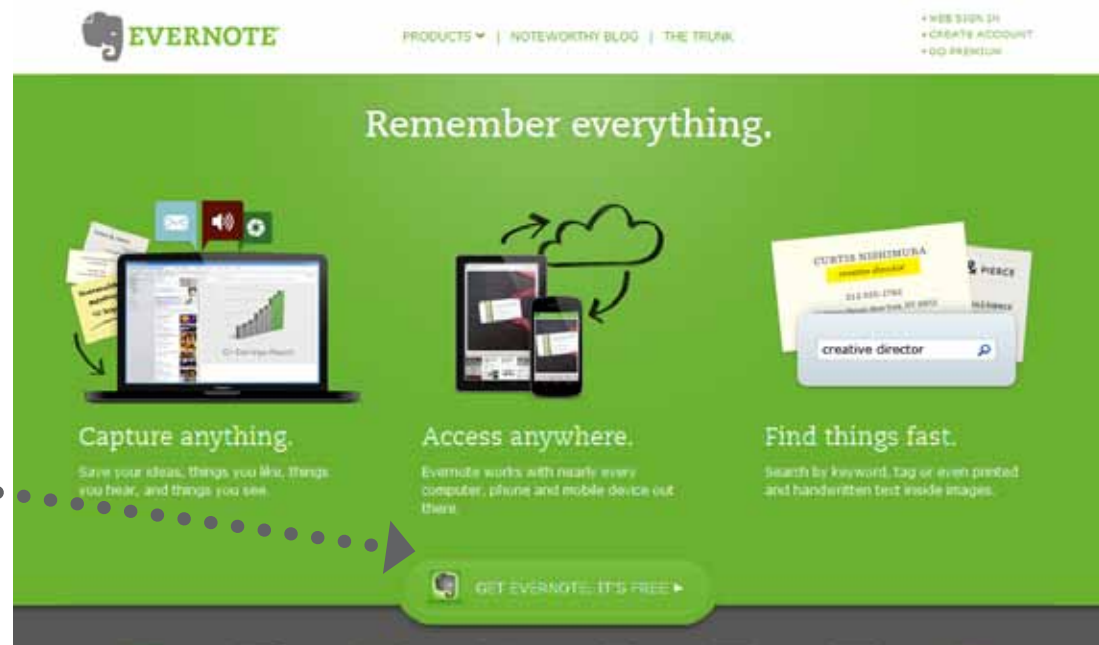 EVERNOTE
PRODUCTS | NOTEWORTHY BLOG | THE TRUNK
• WEB SIGN IN
• CREATE ACCOUNT
• GO PREMIUM
Remember everything.
CURTIS NISHIMURA
creative director
& PIERCE
creative director
Capture anything.
Save your ideas, things you like, things
you hear, and things you see.
Access anywhere.
Evernote works with nearly every
computer, phone and mobile device out
there.
Find things fast.
Search by keyword, tag or even printed
and handwritten text inside images.
GET EVERNOTE, IT'S FREE ▸